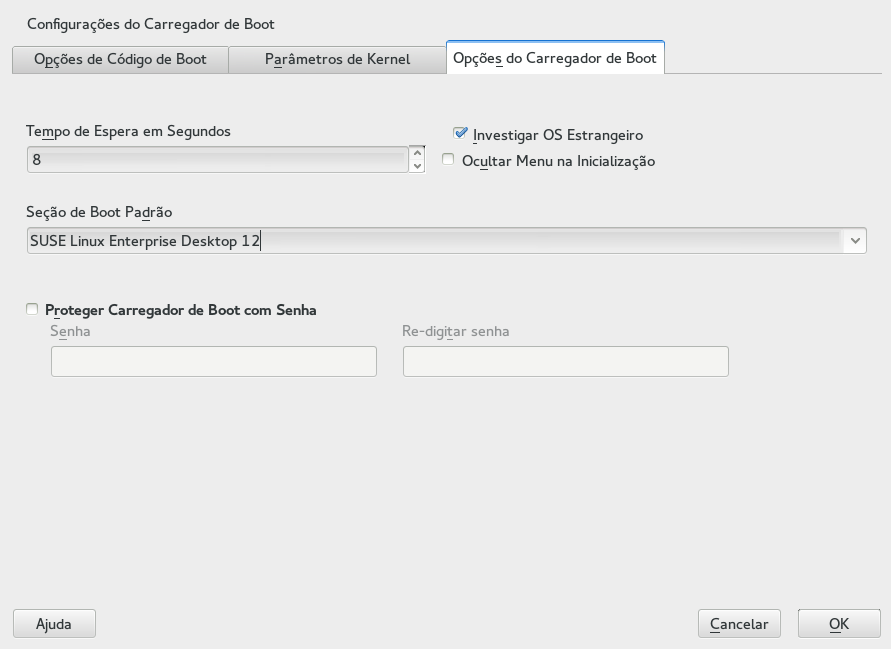 Configurações do Carregador de Boot
Opções de Código de Boot Parâmetros de Kernel Opções do Carregador de Boot
Tempo de Espera em Segundos
Investigar OS Estrangeiro
8
Ocultar Menu na Inicialização
Seção de Boot Padrão
SUSE Linux Enterprise Desktop 12
Proteger Carregador de Boot com Senha
Senha Re-digitar senha
Ajuda Cancelar OK